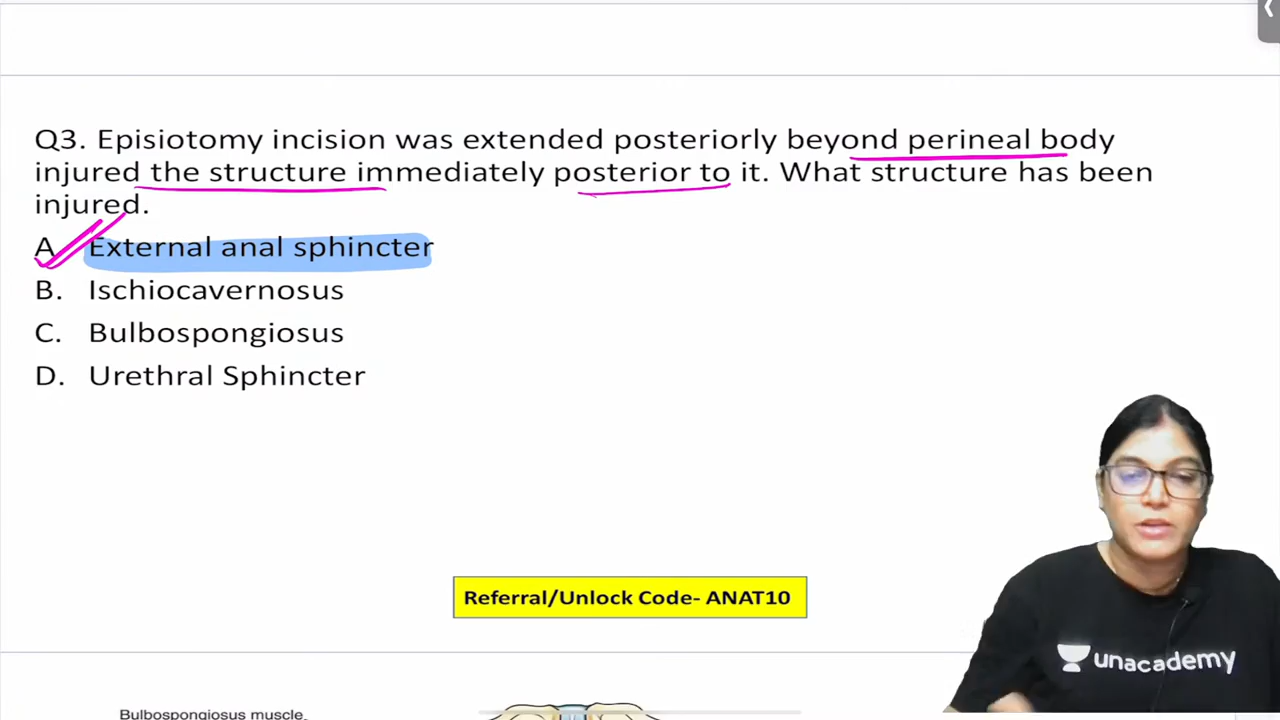 Q3. Episiotomy incision was extended posteriorly beyond perineal body
injured the structure immediately posterior to it. What structure has been
injured.
A External anal sphincter
B. Ischiocavernosus
C. Bulbospongiosus
D. Urethral Sphincter
Referral/Unlock Code- ANAT10
unacademy
Bulbospongiosus muscle